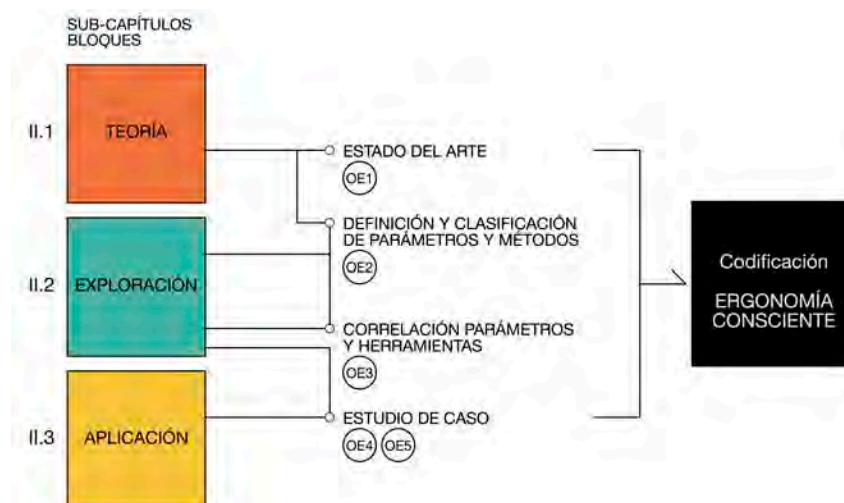 SUB-CAPÍTULOS
BLOQUES
II.1
TEORÍA
ESTADO DEL ARTE
OE1
DEFINICIÓN Y CLASIFICACIÓN
DE PARÁMETROS Y MÉTODOS
OE2
II.2
EXPLORACIÓN
CORRELACIÓN PARÁMETROS
Y HERRAMIENTAS
OE3
II.3
APLICACIÓN
ESTUDIO DE CASO
OE4 OE5
Codificación
ERGONOMÍA
CONSCIENTE